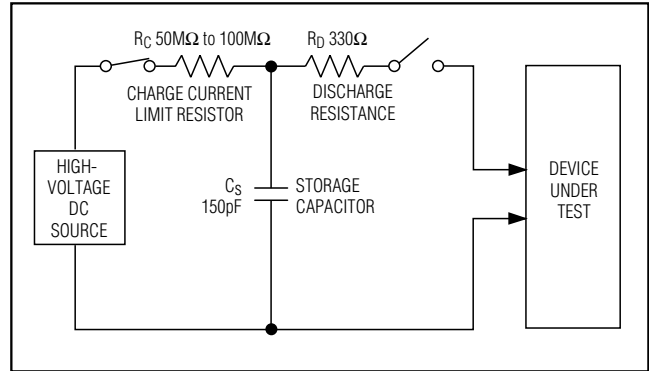 RC 50MΩ to 100MΩ
CHARGE CURRENT
LIMIT RESISTOR
RD 330Ω
DISCHARGE
RESISTANCE
HIGH-
VOLTAGE
DC
SOURCE
CS
150pF
STORAGE
CAPACITOR
DEVICE
UNDER
TEST